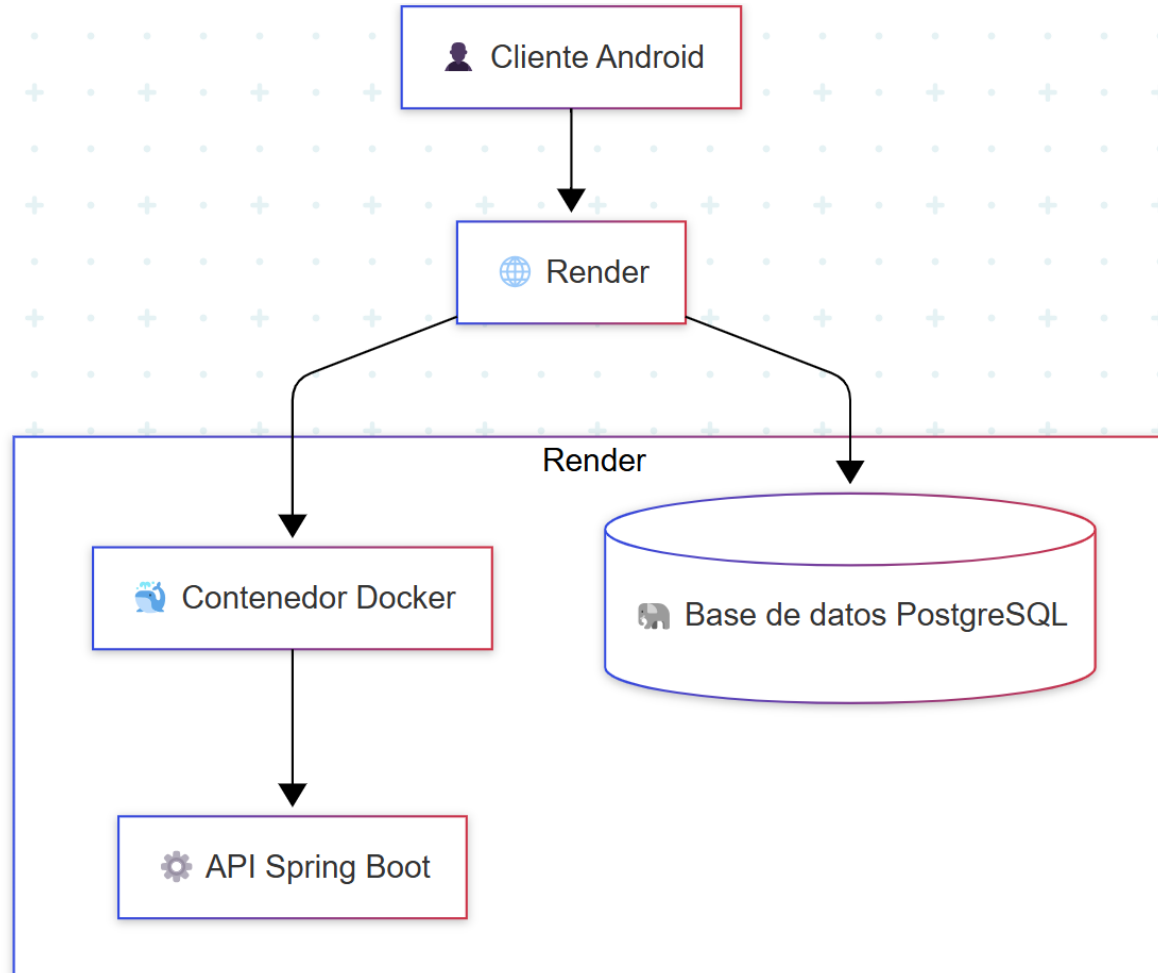 Cliente Android
Render
Render
Contenedor Docker
Base de datos PostgreSQL
API Spring Boot